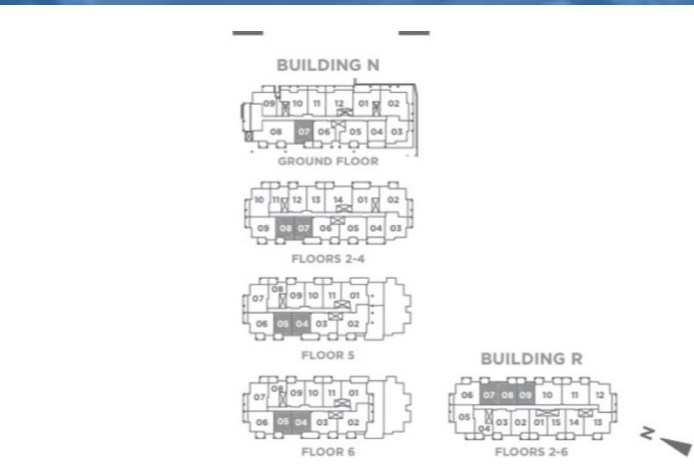 BUILDING N
09 10 11 12 01 02
08 07 06 05 04 03
GROUND FLOOR
10 11 12 13 14 01 02
09 08 07 06 05 04 03
FLOORS 2-4
07 08 09 10 11 01
06 05 04 03 02
FLOOR 5
07 08 09 10 11 01
06 05 04 03 02
FLOOR 6
BUILDING R
06 07 08 09 10 11 12
05 04 03 02 01 15 14 13
FLOORS 2-6
N